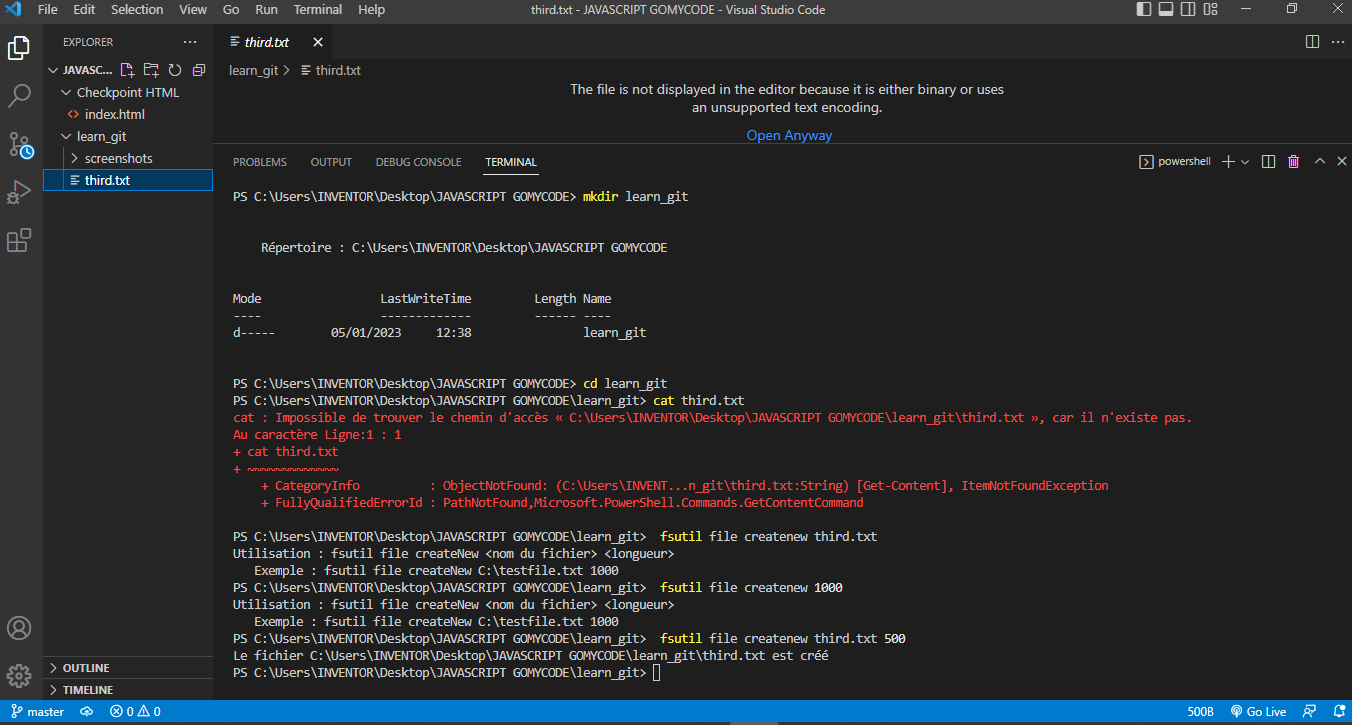 File Edit Selection View Go Run Terminal Help third.txt - JAVASCRIPT GOMYCODE - Visual Studio Code
EXPLORER
JAVASC...
Checkpoint HTML
index.html
learn_git
screenshots
third.txt
OUTLINE
TIMELINE
third.txt
learn_git > third.txt
The file is not displayed in the editor because it is either binary or uses
an unsupported text encoding.
Open Anyway
PROBLEMS OUTPUT DEBUG CONSOLE TERMINAL powershell
PS C:\Users\INVENTOR\Desktop\JAVASCRIPT GOMYCODE> mkdir learn_git
Répertoire : C:\Users\INVENTOR\Desktop\JAVASCRIPT GOMYCODE
Mode LastWriteTime Length Name
---- ------------- ------ ----
d----- 05/01/2023 12:38 learn_git
PS C:\Users\INVENTOR\Desktop\JAVASCRIPT GOMYCODE> cd learn_git
PS C:\Users\INVENTOR\Desktop\JAVASCRIPT GOMYCODE\learn_git> cat third.txt
cat : Impossible de trouver le chemin d'accès « C:\Users\INVENTOR\Desktop\JAVASCRIPT GOMYCODE\learn_git\third.txt », car il n'existe pas.
Au caractère Ligne:1 : 1
+ cat third.txt
+ ~~~~~~~~~~~~~
+ CategoryInfo : ObjectNotFound: (C:\Users\INVENT...n_git\third.txt:String) [Get-Content], ItemNotFoundException
+ FullyQualifiedErrorId : PathNotFound,Microsoft.PowerShell.Commands.GetContentCommand
PS C:\Users\INVENTOR\Desktop\JAVASCRIPT GOMYCODE\learn_git> fsutil file createnew third.txt
Utilisation : fsutil file createNew <nom du fichier> <longueur>
Exemple : fsutil file createNew C:\testfile.txt 1000
PS C:\Users\INVENTOR\Desktop\JAVASCRIPT GOMYCODE\learn_git> fsutil file createnew 1000
Utilisation : fsutil file createNew <nom du fichier> <longueur>
Exemple : fsutil file createNew C:\testfile.txt 1000
PS C:\Users\INVENTOR\Desktop\JAVASCRIPT GOMYCODE\learn_git> fsutil file createnew third.txt 500
Le fichier C:\Users\INVENTOR\Desktop\JAVASCRIPT GOMYCODE\learn_git\third.txt est créé
PS C:\Users\INVENTOR\Desktop\JAVASCRIPT GOMYCODE\learn_git>
master 0 0 500B Go Live